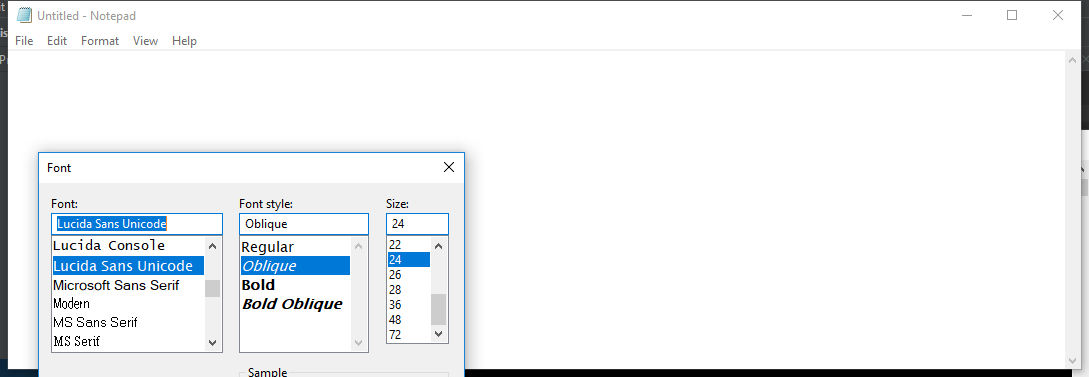 Untitled - Notepad
File Edit Format View Help
Font
Font: Font style: Size:
Lucida Sans Unicode Oblique 24
Lucida Console Regular 22
Lucida Sans Unicode Oblique 24
Microsoft Sans Serif Bold 26
Modern Bold Oblique 28
MS Sans Serif 36
MS Serif 48
72
Sample